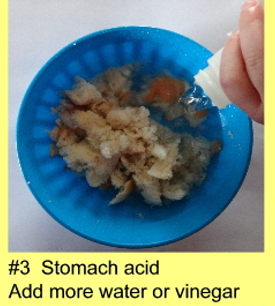 #3 Stomach acid
Add more water or vinegar